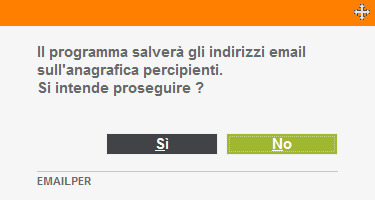 Il programma salverà gli indirizzi email
sull'anagrafica percipienti.
Si intende proseguire ?
Sì
No
EMAILPER